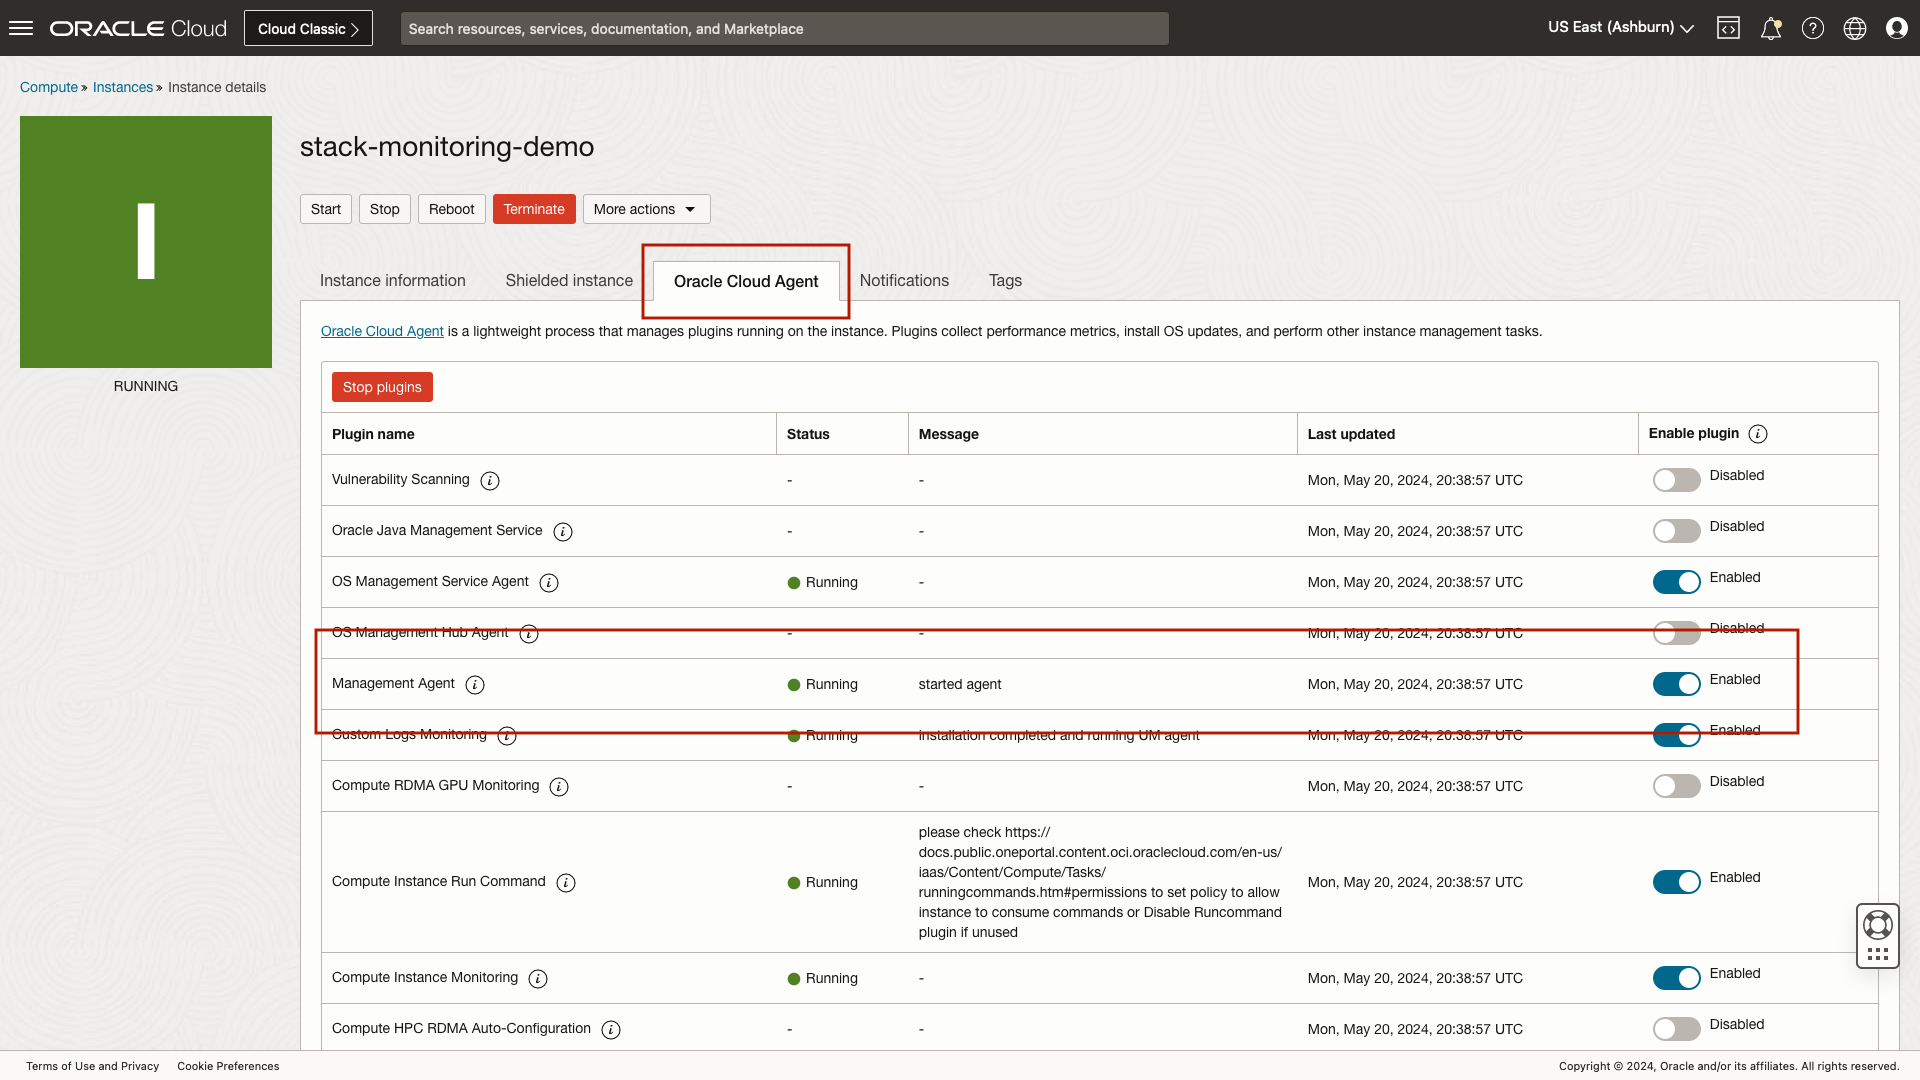 ORACLE Cloud
Cloud Classic
Search resources, services, documentation, and Marketplace
US East (Ashburn)
Compute » Instances » Instance details
I
RUNNING
stack-monitoring-demo
Start Stop Reboot Terminate More actions
Instance information Shielded instance Oracle Cloud Agent Notifications Tags
Oracle Cloud Agent is a lightweight process that manages plugins running on the instance. Plugins collect performance metrics, install OS updates, and perform other instance management tasks.
Stop plugins
Plugin name Status Message Last updated Enable plugin i
Vulnerability Scanning i - - Mon, May 20, 2024, 20:38:57 UTC Disabled
Oracle Java Management Service i - - Mon, May 20, 2024, 20:38:57 UTC Disabled
OS Management Service Agent i Running - Mon, May 20, 2024, 20:38:57 UTC Enabled
OS Management Hub Agent i - - Mon, May 20, 2024, 20:38:57 UTC Disabled
Management Agent i Running started agent Mon, May 20, 2024, 20:38:57 UTC Enabled
Custom Logs Monitoring i Running installation completed and running UM agent Mon, May 20, 2024, 20:38:57 UTC Enabled
Compute RDMA GPU Monitoring i - - Mon, May 20, 2024, 20:38:57 UTC Disabled
please check https://
docs.public.oneportal.content.oci.oraclecloud.com/en-us/
iaas/Content/Compute/Tasks/
Compute Instance Run Command i Running Mon, May 20, 2024, 20:38:57 UTC Enabled
runningcommands.htm#permissions to set policy to allow
instance to consume commands or Disable Runcommand
plugin if unused
Compute Instance Monitoring i Running - Mon, May 20, 2024, 20:38:57 UTC Enabled
Compute HPC RDMA Auto-Configuration i - - Mon, May 20, 2024, 20:38:57 UTC Disabled
Terms of Use and Privacy Cookie Preferences
Copyright © 2024, Oracle and/or its affiliates. All rights reserved.